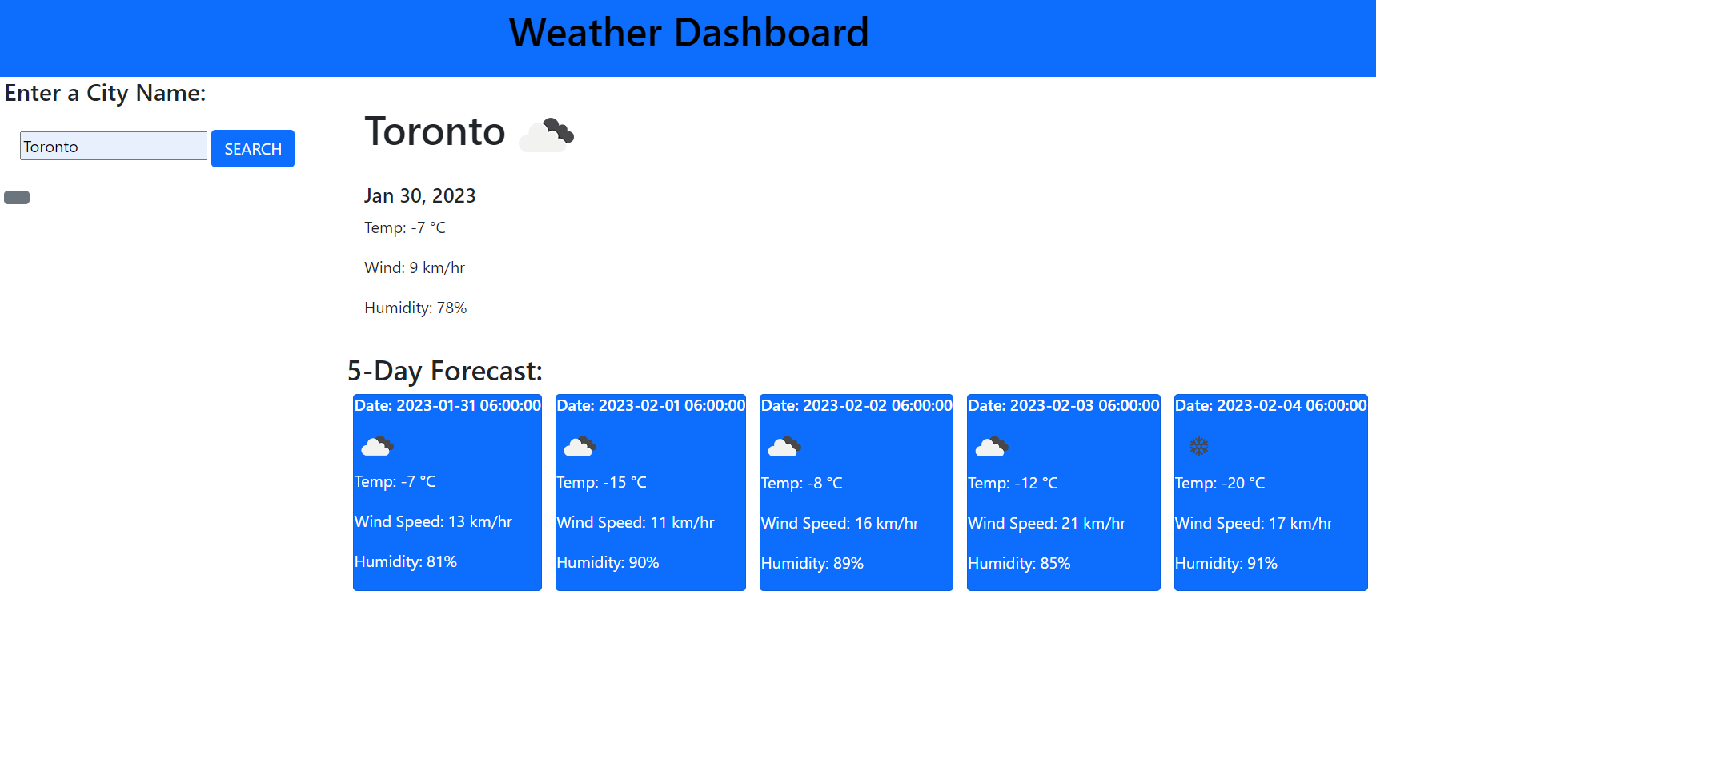 Weather Dashboard
Enter a City Name:
Toronto
SEARCH
Toronto
Jan 30, 2023
Temp: -7 °C
Wind: 9 km/hr
Humidity: 78%
5-Day Forecast:
Date: 2023-01-31 06:00:00
Temp: -7 °C
Wind Speed: 13 km/hr
Humidity: 81%
Date: 2023-02-01 06:00:00
Temp: -15 °C
Wind Speed: 11 km/hr
Humidity: 90%
Date: 2023-02-02 06:00:00
Temp: -8 °C
Wind Speed: 16 km/hr
Humidity: 89%
Date: 2023-02-03 06:00:00
Temp: -12 °C
Wind Speed: 21 km/hr
Humidity: 85%
Date: 2023-02-04 06:00:00
Temp: -20 °C
Wind Speed: 17 km/hr
Humidity: 91%